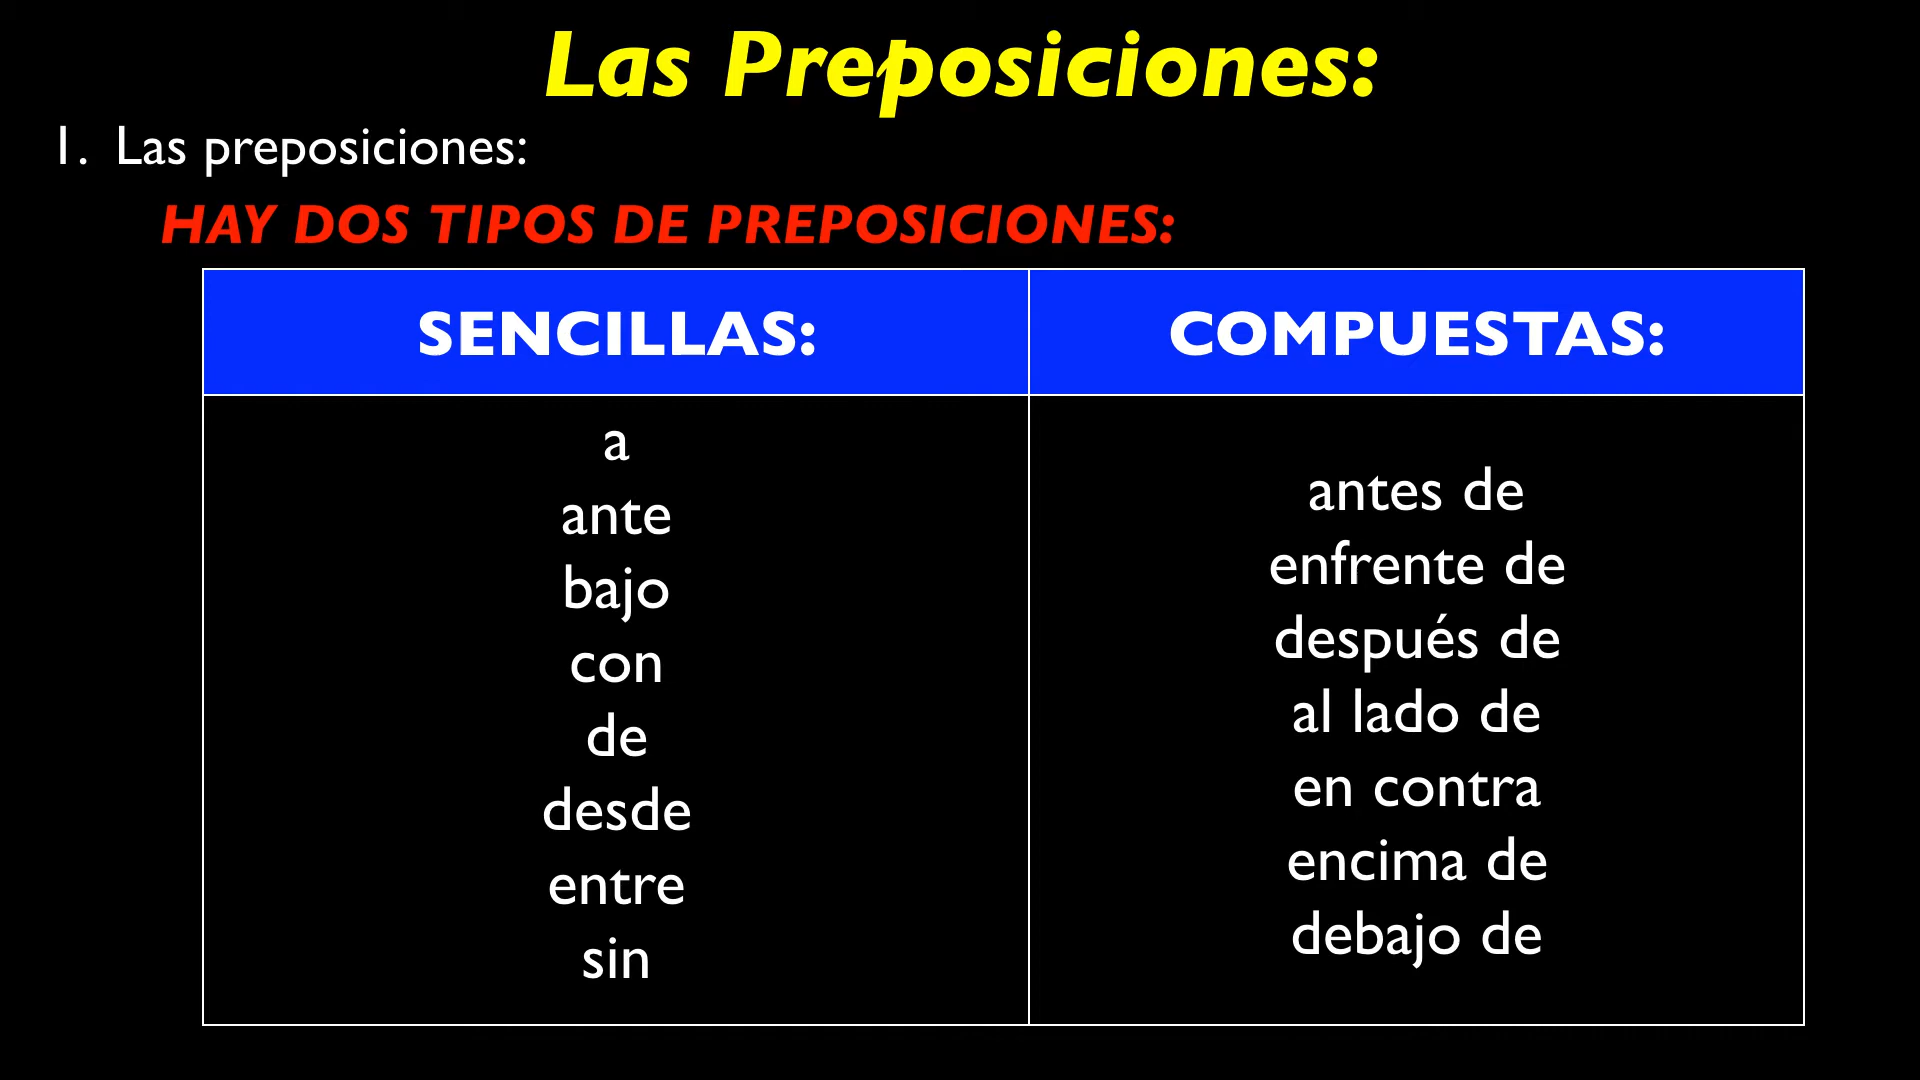 Las Preposiciones:
1. Las preposiciones:
HAY DOS TIPOS DE PREPOSICIONES:
SENCILLAS:
a
ante
bajo
con
de
desde
entre
sin
COMPUESTAS:
antes de
enfrente de
después de
al lado de
en contra
encima de
debajo de